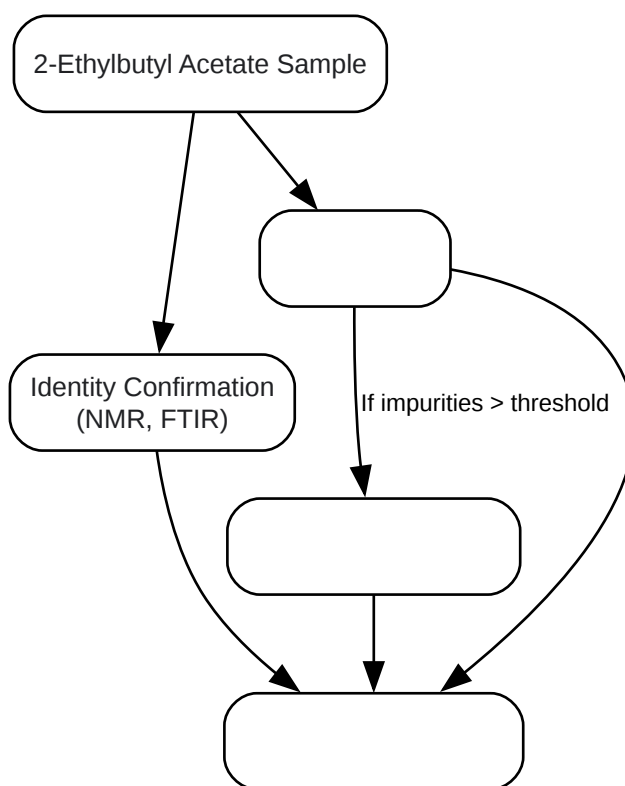 2-Ethylbutyl Acetate Sample
Identity Confirmation
(NMR, FTIR)
If impurities > threshold